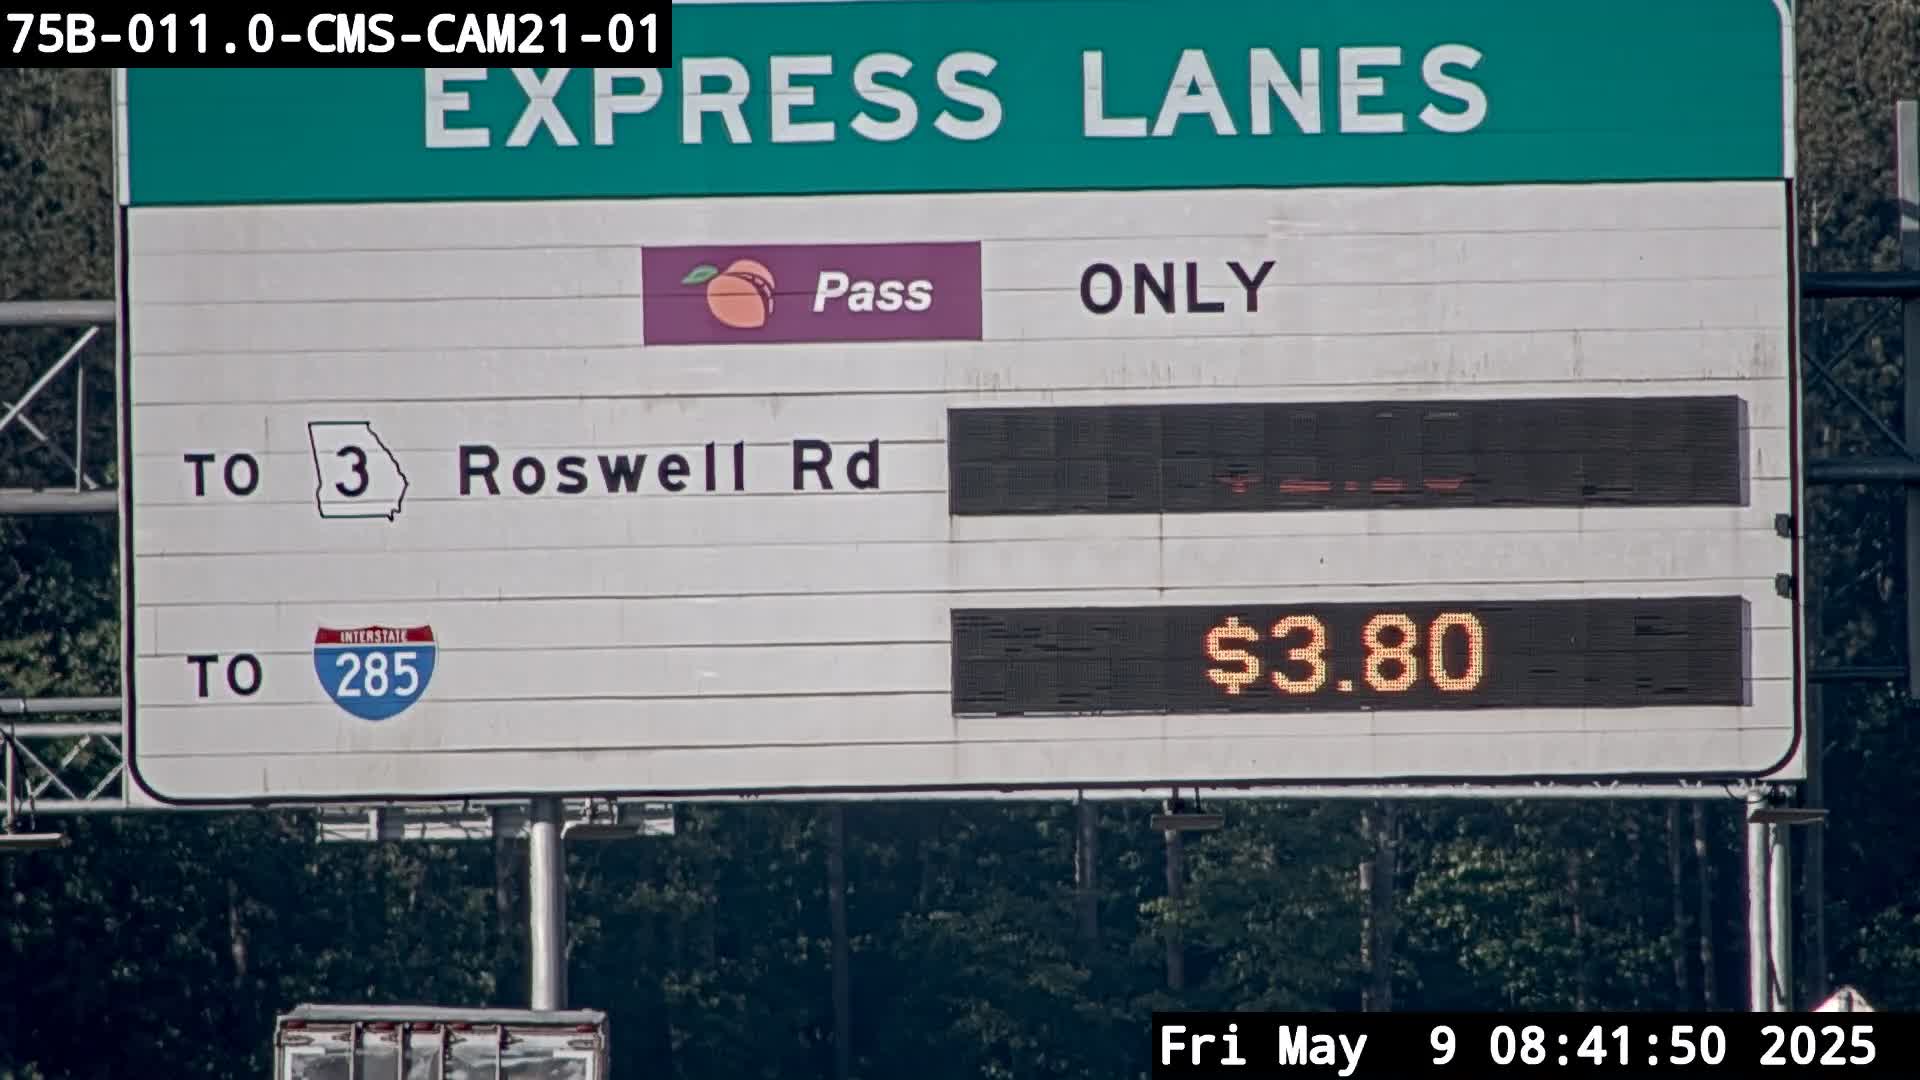 75B-011.0-CMS-CAM21-01
EXPRESS LANES
Pass ONLY
TO 3 Roswell Rd
TO INTERSTATE 285 $3.80
Fri May 9 08:41:50 2025